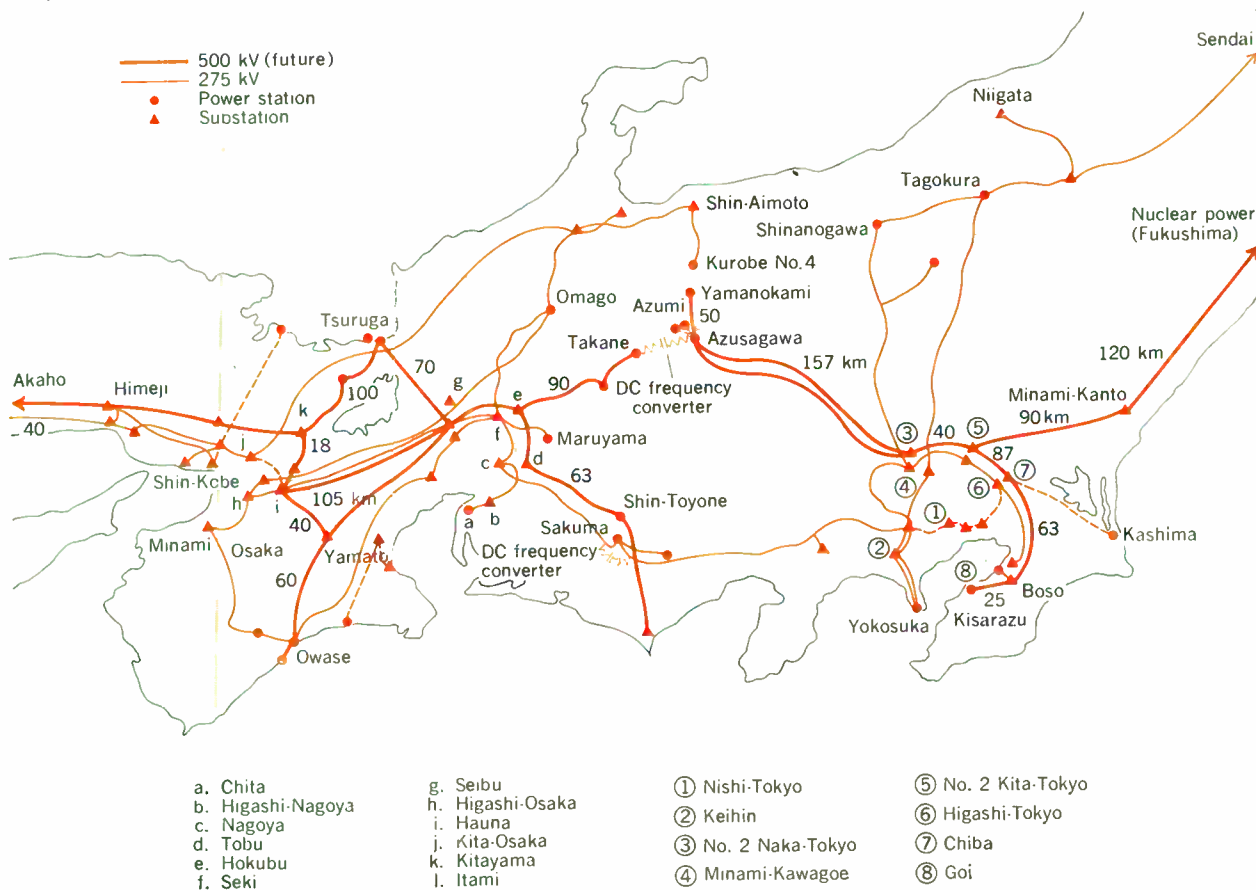 500 kV (future)
275 kV
Power station
Substation
Sendai
Niigata
Tagokura
Shin-Aimoto
Shinanogawa
Nuclear power
(Fukushima)
Kurobe No. 4
Omago
Yamanokami
Azumi
50
Tsuruga
Azusagawa
Takane
70
157 km
120 km
Akaho
Himeji
100
g
90
DC frequency
converter
Minami-Kanto
90 km
k
e
40
18
j
f
Maruyama
③
40
⑤
87
⑦
c
d
63
④
⑥
Shin-Kobe
h
i
105 km
Shin-Toyone
40
a
b
Sakuma
①
63
Minami
Osaka
Yamato
DC frequency
converter
②
Kashima
60
⑧
25
Boso
Yokosuka
Kisarazu
Owase
a. Chita
b. Higashi-Nagoya
c. Nagoya
d. Tobu
e. Hokubu
f. Seki
g. Seibu
h. Higashi-Osaka
i. Hauna
j. Kita-Osaka
k. Kitayama
l. Itami
① Nishi-Tokyo
② Keihin
③ No. 2 Naka-Tokyo
④ Minami-Kawagoe
⑤ No. 2 Kita-Tokyo
⑥ Higashi-Tokyo
⑦ Chiba
⑧ Goi